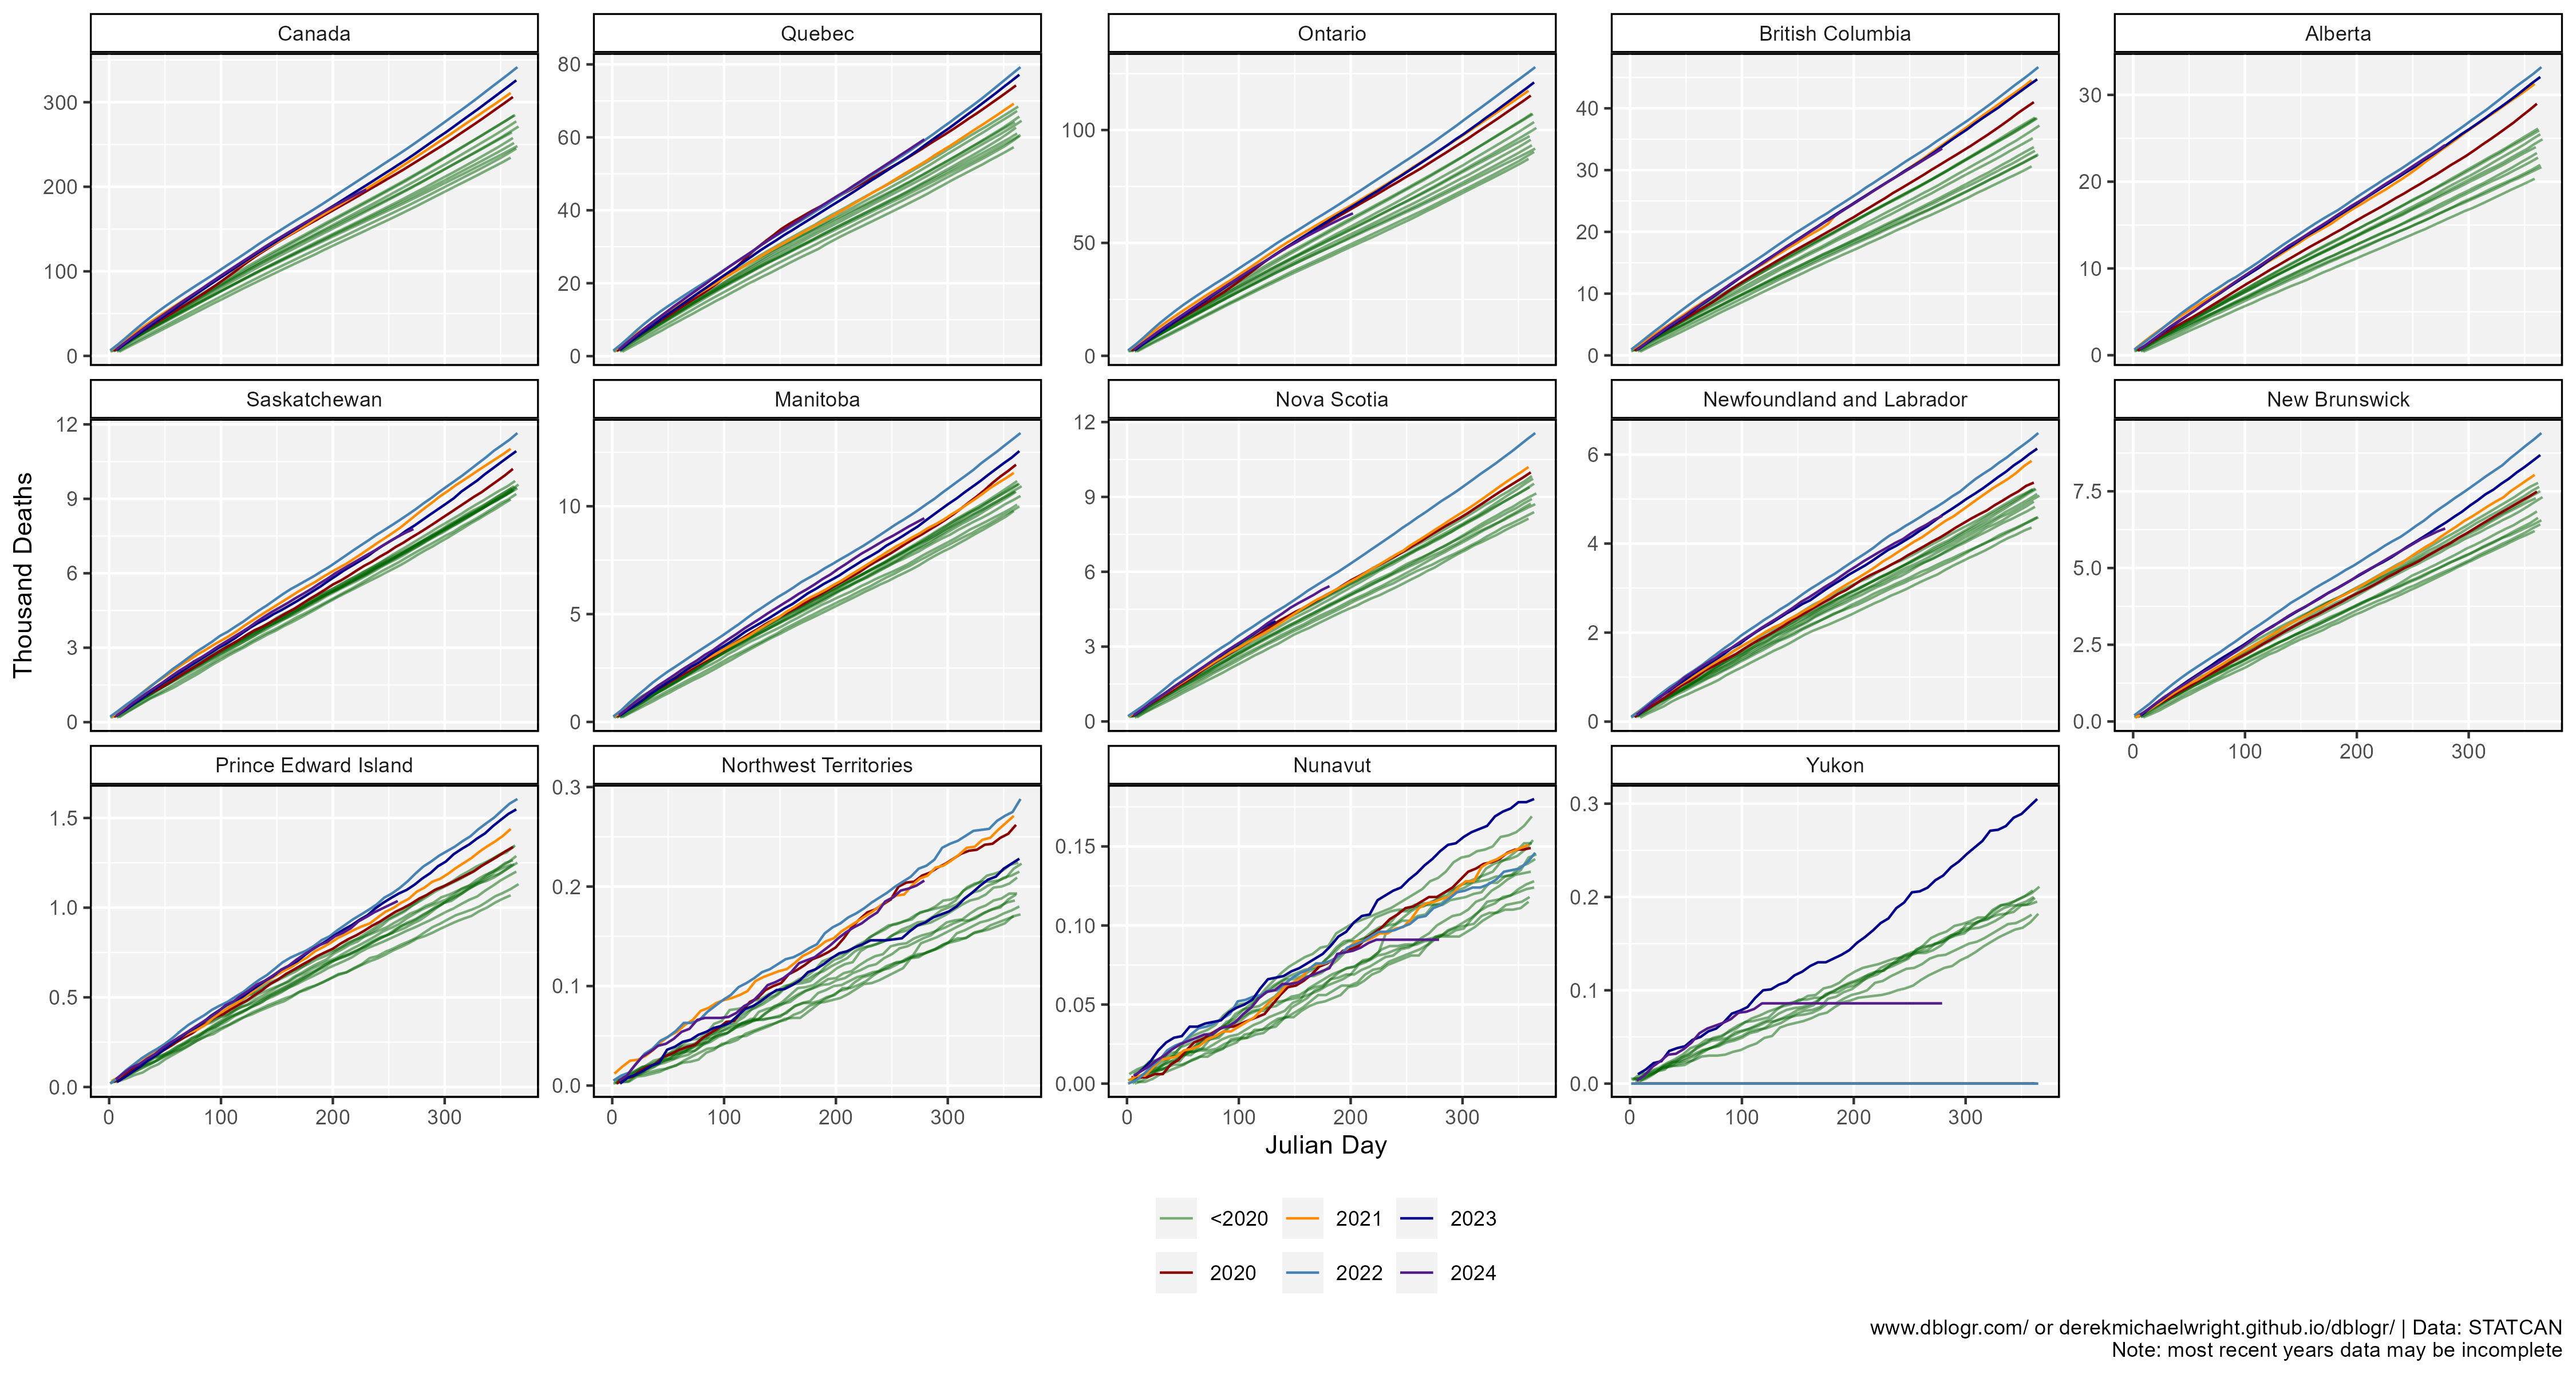 Canada
Quebec
Ontario
British Columbia
Alberta
300
200
100
0
80
60
40
20
0
100
50
0
40
30
20
10
0
30
20
10
0
Saskatchewan
Manitoba
Nova Scotia
Newfoundland and Labrador
New Brunswick
12
9
6
3
0
10
5
0
12
9
6
3
0
6
4
2
0
7.5
5.0
2.5
0.0
0 100 200 300
Prince Edward Island
Northwest Territories
Nunavut
Yukon
1.5
1.0
0.5
0.0
0.3
0.2
0.1
0.0
0.15
0.10
0.05
0.00
0.3
0.2
0.1
0.0
0 100 200 300
0 100 200 300
0 100 200 300
0 100 200 300
Thousand Deaths
Julian Day
<2020 2021 2023
2020 2022 2024
www.dblogr.com/ or derekmichaelwright.github.io/dblogr/ | Data: STATCAN
Note: most recent years data may be incomplete